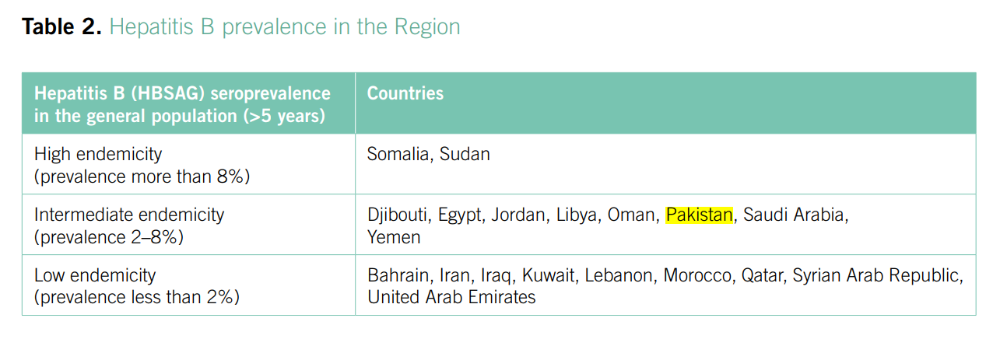 Table 2. Hepatitis B prevalence in the Region
Hepatitis B (HBSAG) seroprevalence
in the general population (>5 years)
Countries
High endemicity
(prevalence more than 8%)
Somalia, Sudan
Intermediate endemicity
(prevalence 2–8%)
Djibouti, Egypt, Jordan, Libya, Oman, Pakistan, Saudi Arabia,
Yemen
Low endemicity
(prevalence less than 2%)
Bahrain, Iran, Iraq, Kuwait, Lebanon, Morocco, Qatar, Syrian Arab Republic,
United Arab Emirates